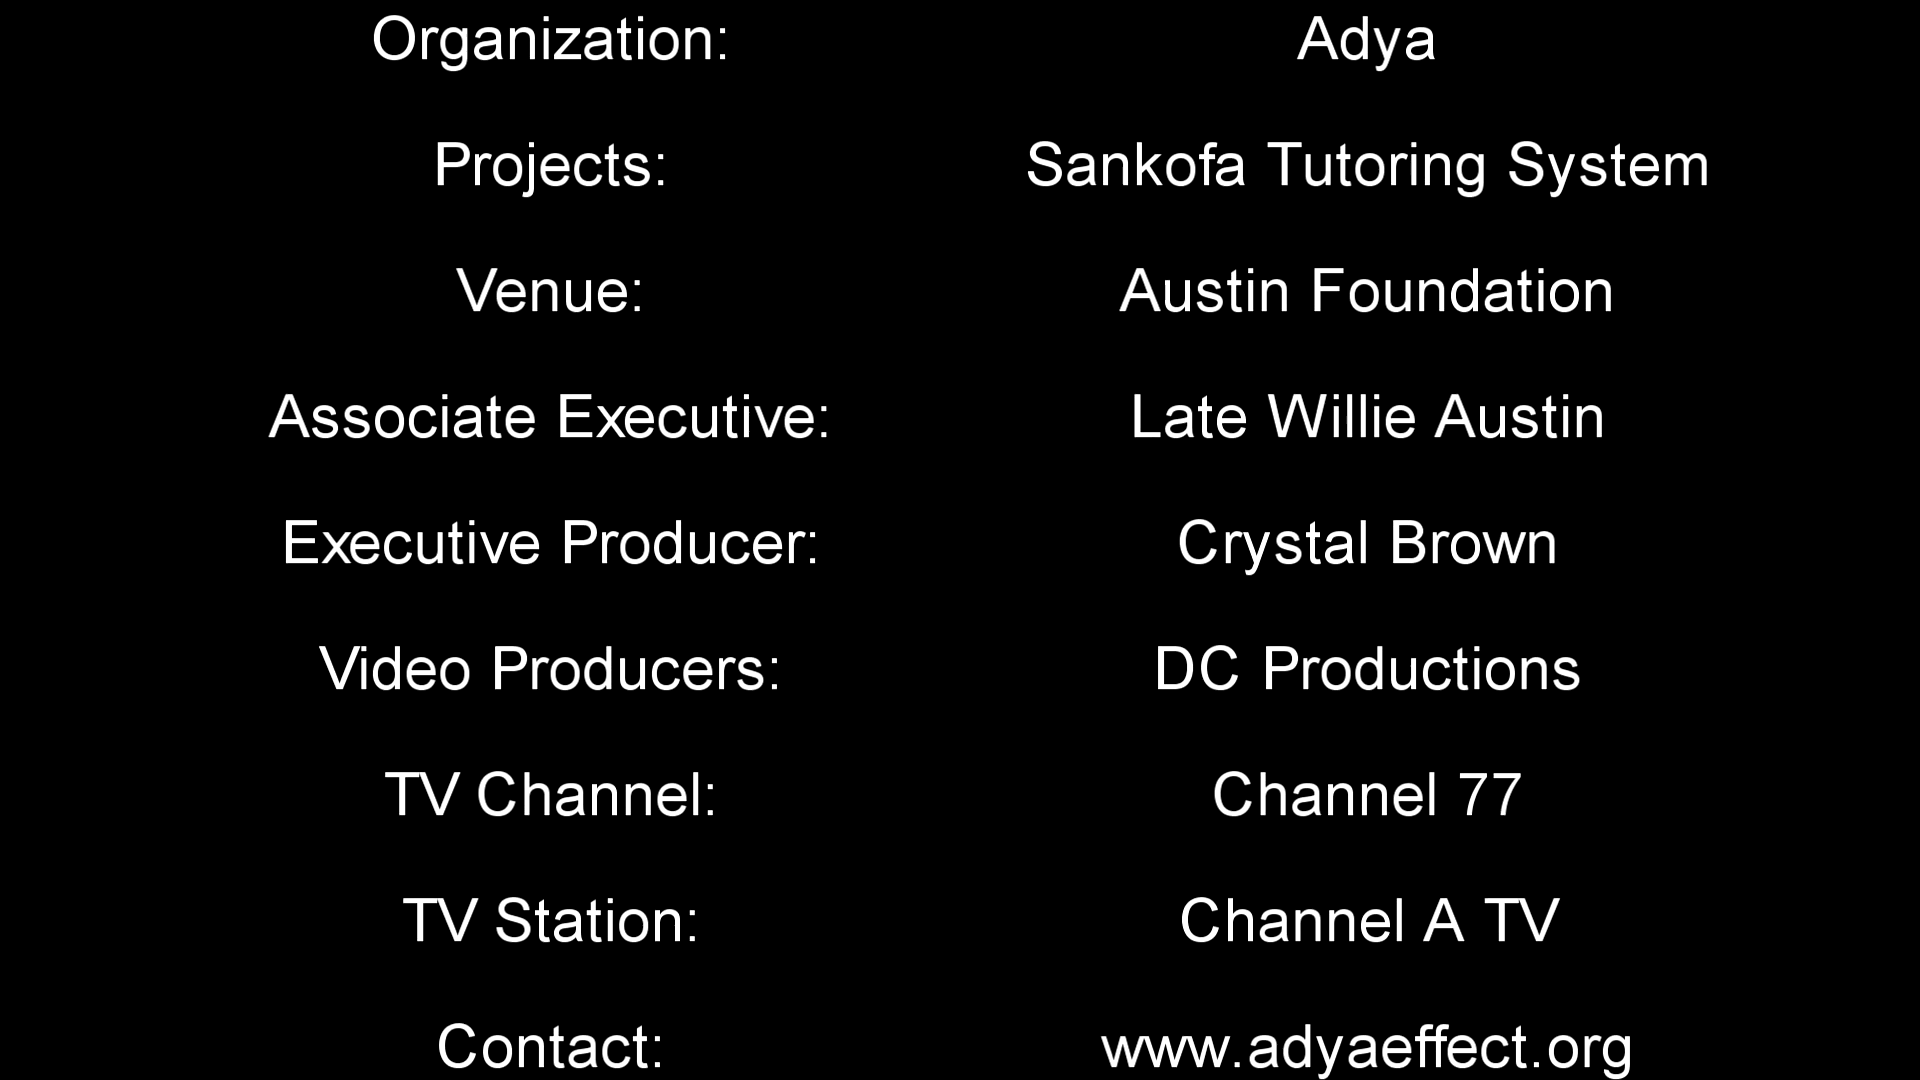 Organization: Adya
Projects: Sankofa Tutoring System
Venue: Austin Foundation
Associate Executive: Late Willie Austin
Executive Producer: Crystal Brown
Video Producers: DC Productions
TV Channel: Channel 77
TV Station: Channel A TV
Contact: www.adyaeffect.org